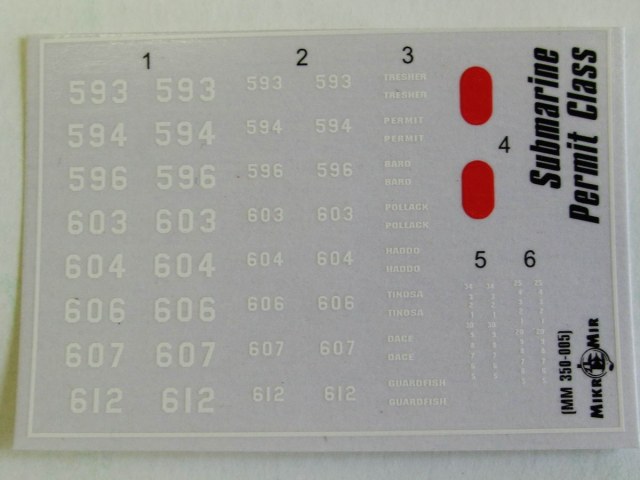 1 2 3
593 593 593 593 TRESHER
TRESHER
594 594 594 594 PERMIT
PERMIT
596 596 596 596 BARB
BARB
603 603 603 603 POLLACK
POLLACK
604 604 604 604 HADDO
HADDO
606 606 606 606 TINOSA
TINOSA
607 607 607 607 DACE
DACE
612 612 612 612 GUARDFISH
GUARDFISH
4
5 6
Submarine
Permit Class
(MM 350-005)
MIKRO MIR